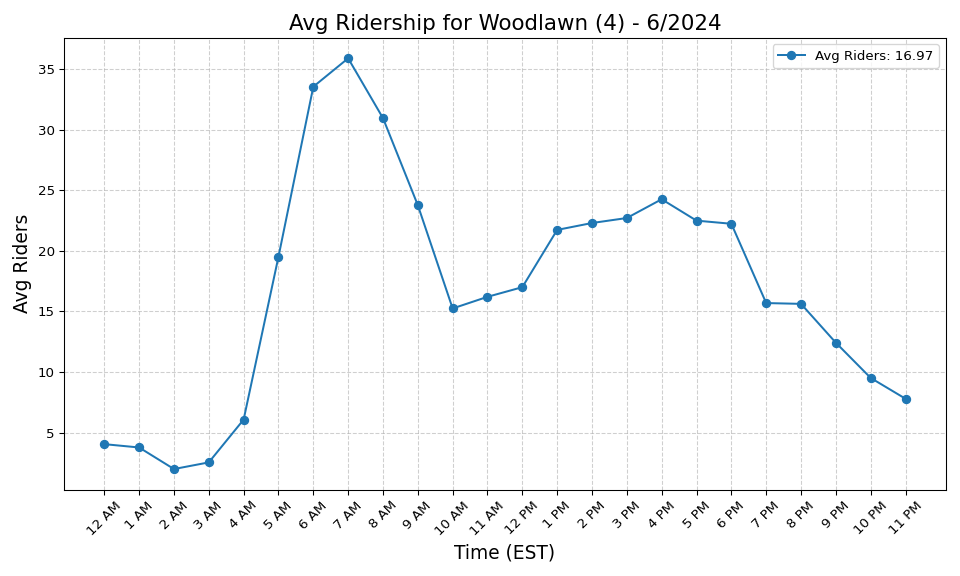 Avg Ridership for Woodlawn (4) - 6/2024
Avg Riders: 16.97
Avg Riders
35
30
25
20
15
10
5
12 AM
1 AM
2 AM
3 AM
4 AM
5 AM
6 AM
7 AM
8 AM
9 AM
10 AM
11 AM
12 PM
1 PM
2 PM
3 PM
4 PM
5 PM
6 PM
7 PM
8 PM
9 PM
10 PM
11 PM
Time (EST)